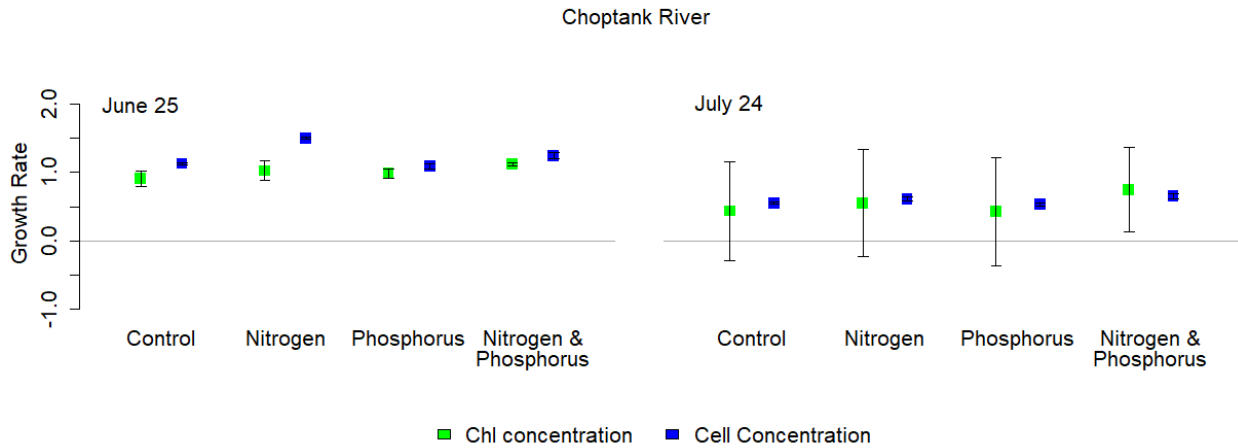 Choptank River
June 25
July 24
Growth Rate
2.0
1.0
0.0
-1.0
Control
Nitrogen
Phosphorus
Nitrogen &
Phosphorus
Control
Nitrogen
Phosphorus
Nitrogen &
Phosphorus
Chl concentration
Cell Concentration